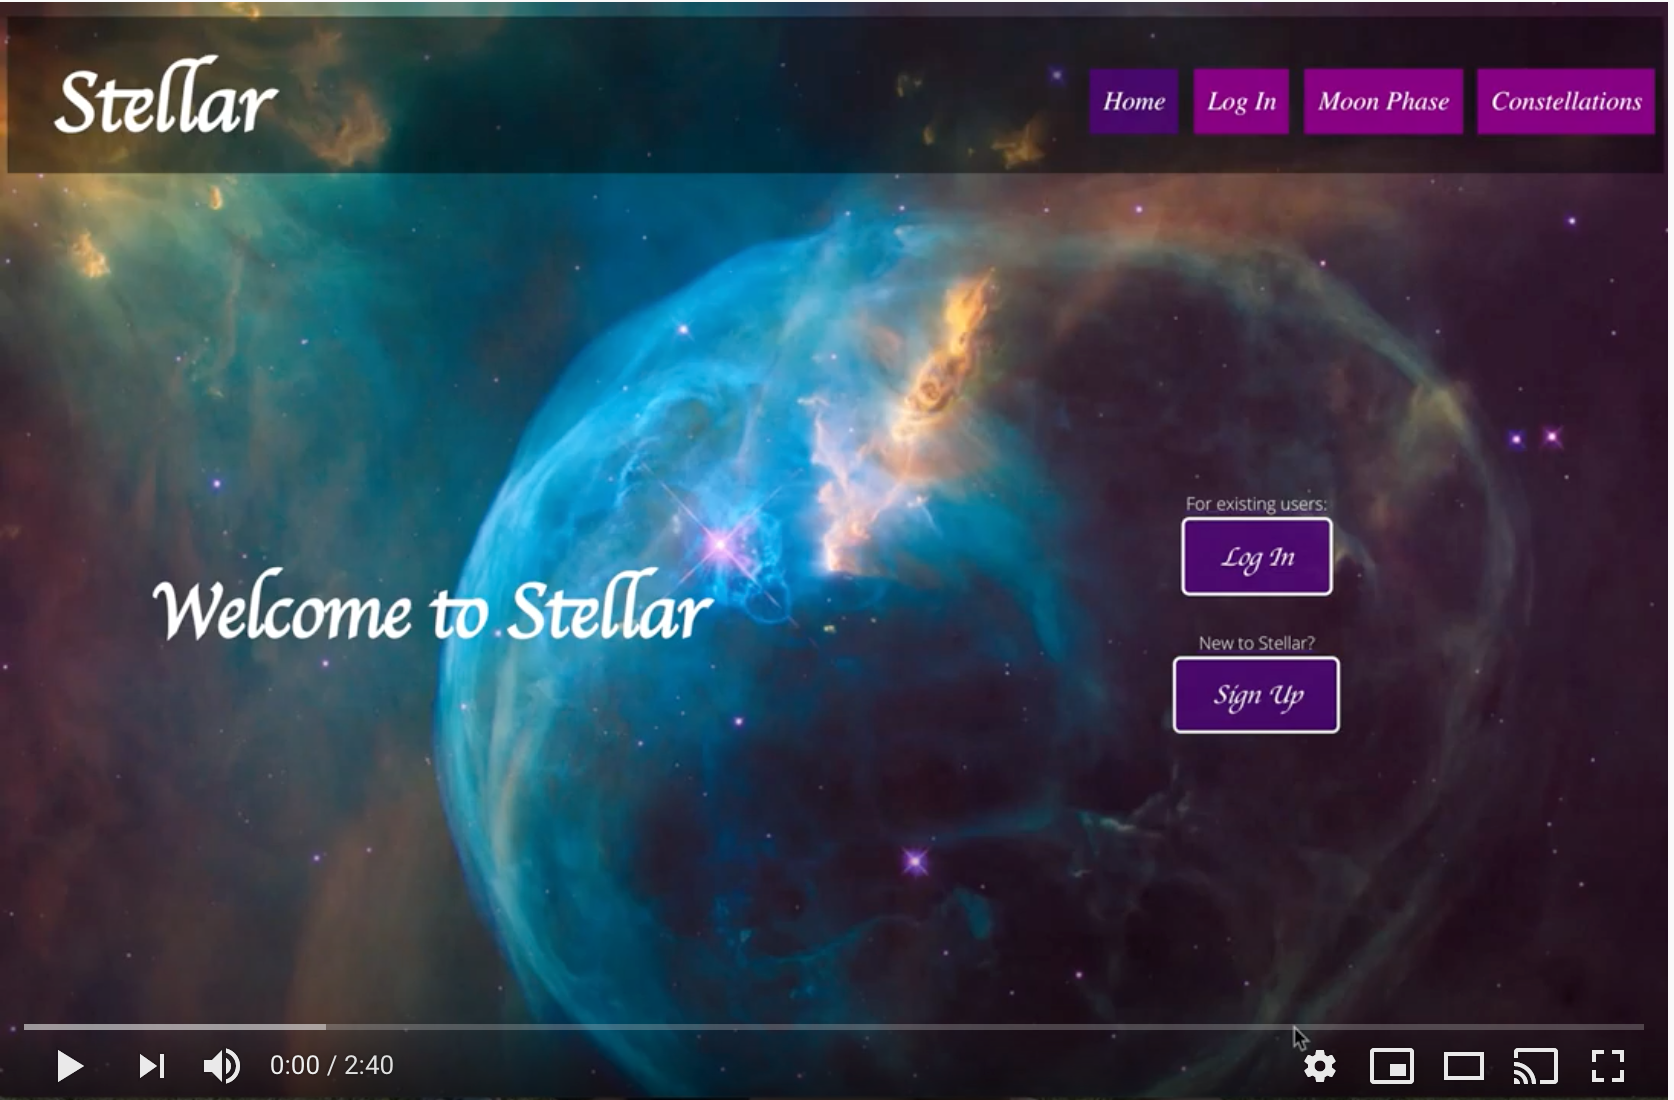 Stellar
Home Log In Moon Phase Constellations
For existing users:
Log In
Welcome to Stellar
New to Stellar?
Sign Up
0:00 / 2:40